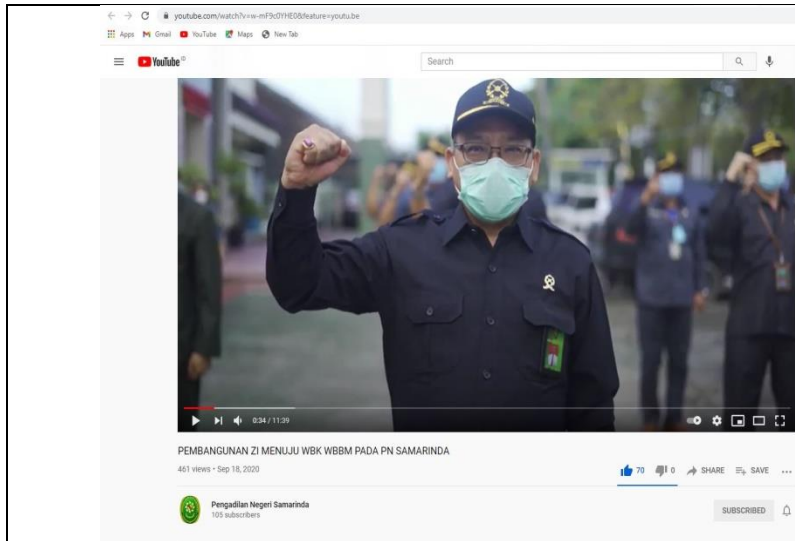 youtube.com/watch?v=w-mF9c0YHE0&feature=youtu.be
Apps Gmail YouTube Maps New Tab
YouTube ID
Search
0:34 / 11:39
PEMBANGUNAN ZI MENUJU WBK WBBM PADA PN SAMARINDA
461 views • Sep 18, 2020
70 0 SHARE SAVE ...
Pengadilan Negeri Samarinda
105 subscribers
SUBSCRIBED